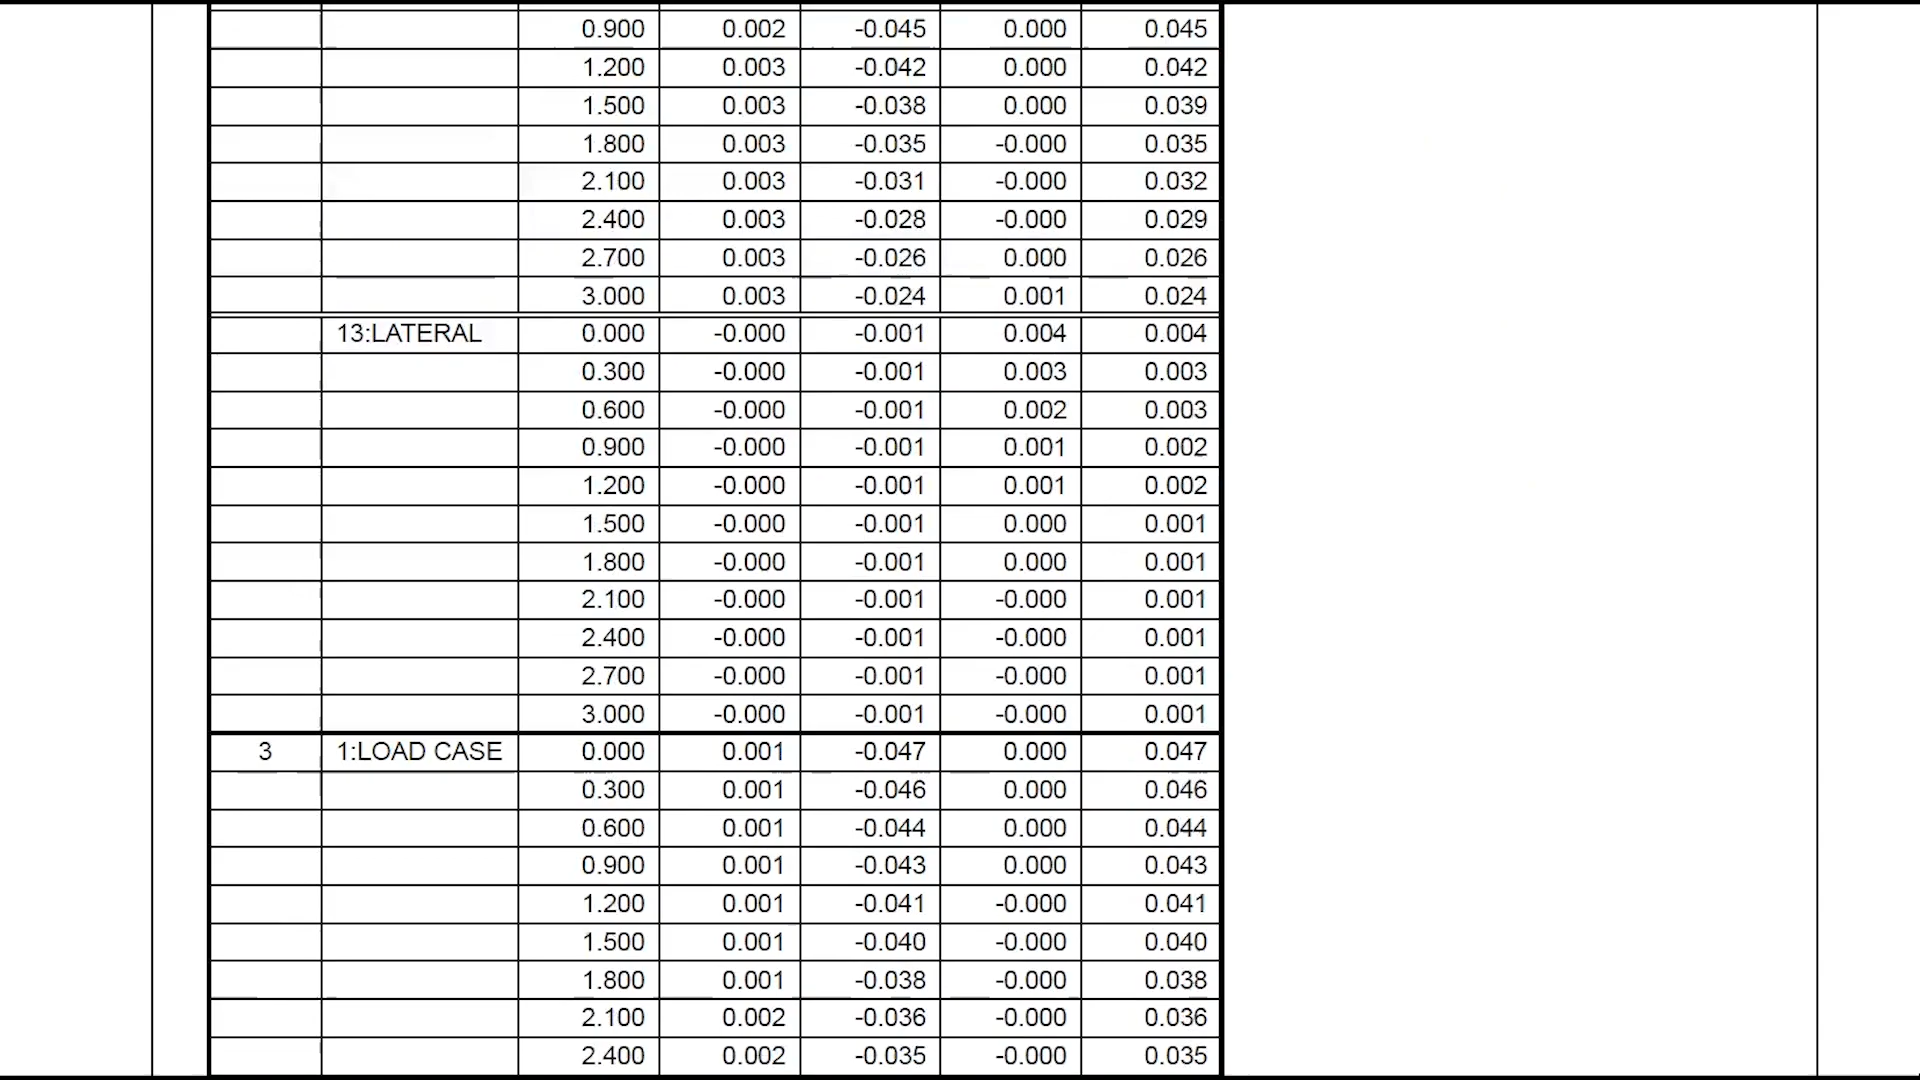 0.900 0.002 -0.045 0.000 0.045
1.200 0.003 -0.042 0.000 0.042
1.500 0.003 -0.038 0.000 0.039
1.800 0.003 -0.035 -0.000 0.035
2.100 0.003 -0.031 -0.000 0.032
2.400 0.003 -0.028 -0.000 0.029
2.700 0.003 -0.026 0.000 0.026
3.000 0.003 -0.024 0.001 0.024
13:LATERAL 0.000 -0.000 -0.001 0.004 0.004
0.300 -0.000 -0.001 0.003 0.003
0.600 -0.000 -0.001 0.002 0.003
0.900 -0.000 -0.001 0.001 0.002
1.200 -0.000 -0.001 0.001 0.002
1.500 -0.000 -0.001 0.000 0.001
1.800 -0.000 -0.001 0.000 0.001
2.100 -0.000 -0.001 -0.000 0.001
2.400 -0.000 -0.001 -0.000 0.001
2.700 -0.000 -0.001 -0.000 0.001
3.000 -0.000 -0.001 -0.000 0.001
3 1:LOAD CASE 0.000 0.001 -0.047 0.000 0.047
0.300 0.001 -0.046 0.000 0.046
0.600 0.001 -0.044 0.000 0.044
0.900 0.001 -0.043 0.000 0.043
1.200 0.001 -0.041 -0.000 0.041
1.500 0.001 -0.040 -0.000 0.040
1.800 0.001 -0.038 -0.000 0.038
2.100 0.002 -0.036 -0.000 0.036
2.400 0.002 -0.035 -0.000 0.035